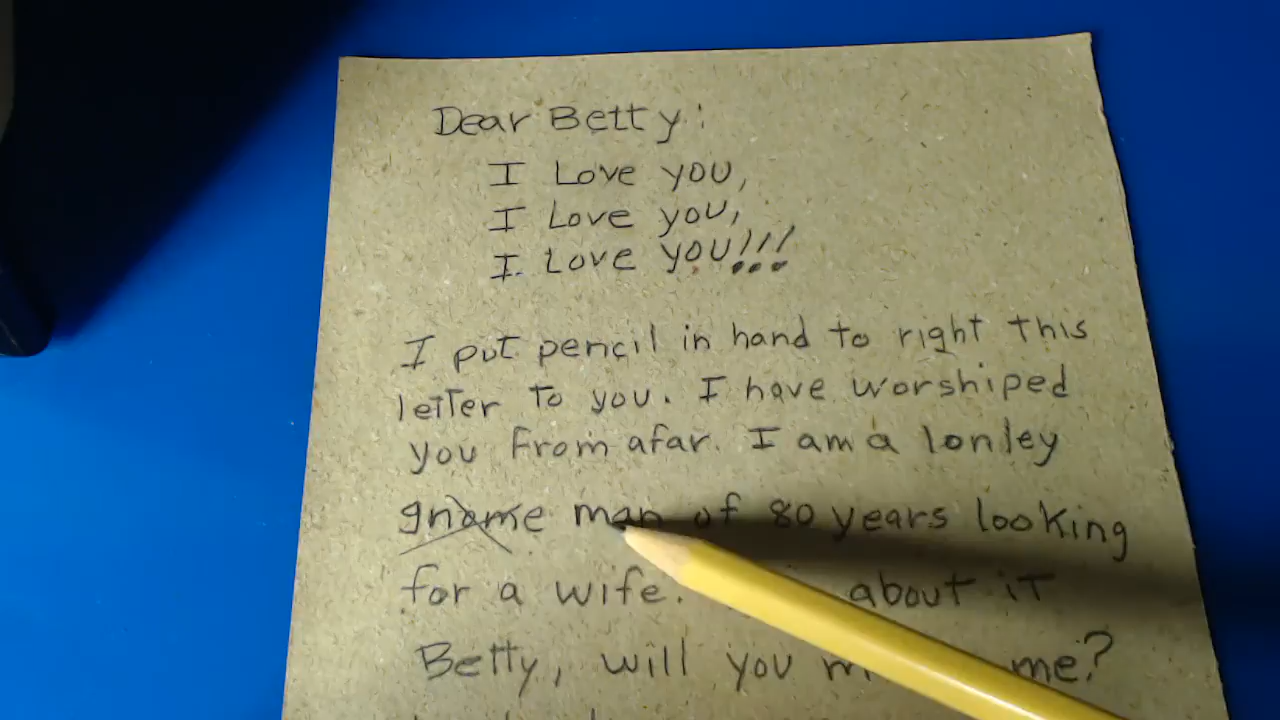 Dear Betty:
I Love you,
I Love you,
I Love you!!!
I put pencil in hand to right this
letter to you. I have worshiped
you from afar. I am a lonley
gnome man of 80 years looking
for a wife. about it
Betty, will you me?